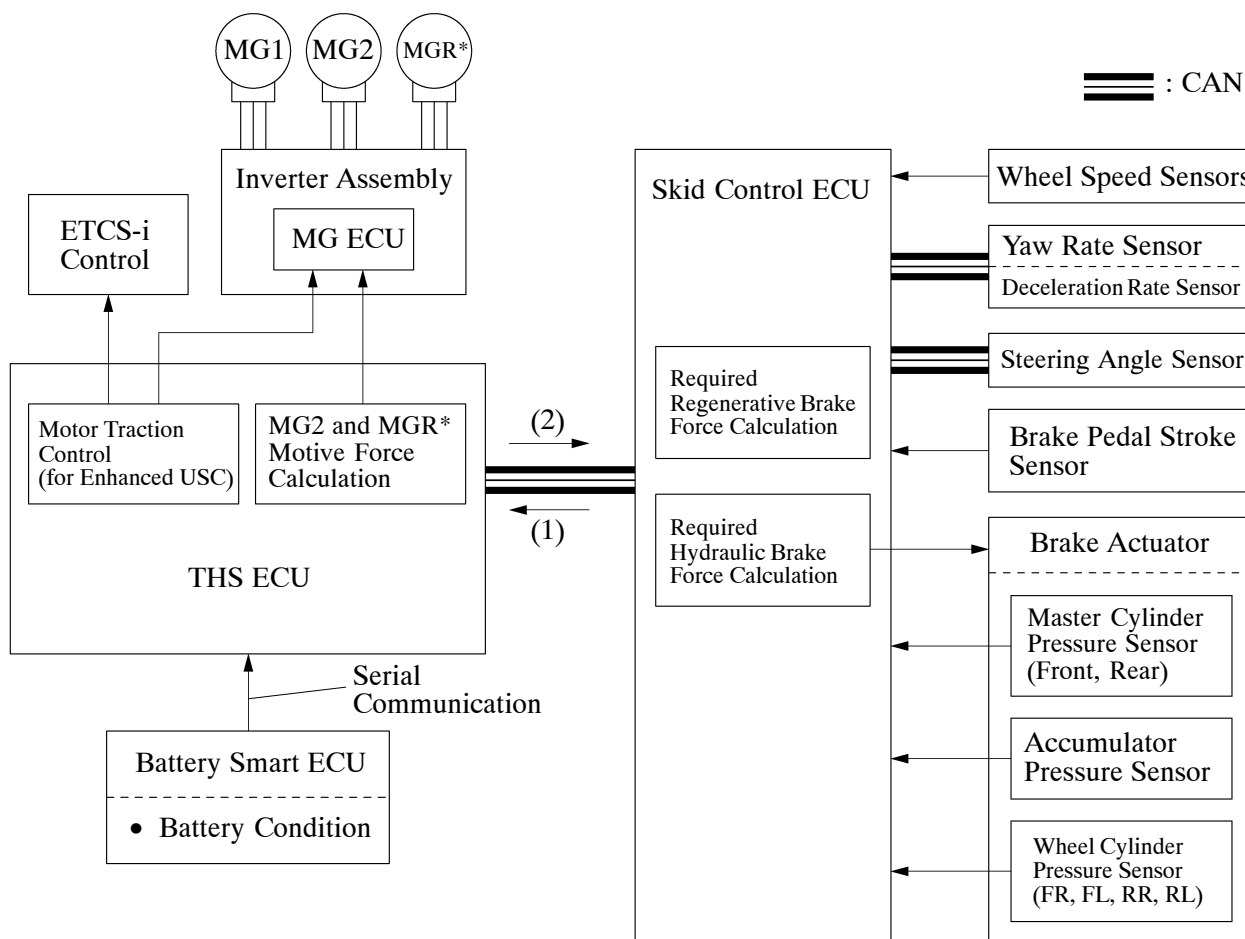 MG1
MG2
MGR*
: CAN
Inverter Assembly
MG ECU
ETCS-i
Control
Skid Control ECU
Wheel Speed Sensors
Yaw Rate Sensor
Deceleration Rate Sensor
Steering Angle Sensor
Required
Regenerative Brake
Force Calculation
Motor Traction
Control
(for Enhanced USC)
MG2 and MGR*
Motive Force
Calculation
(2)
(1)
Brake Pedal Stroke
Sensor
Required
Hydraulic Brake
Force Calculation
Brake Actuator
THS ECU
Master Cylinder
Pressure Sensor
(Front, Rear)
Serial
Communication
Accumulator
Pressure Sensor
Battery Smart ECU
● Battery Condition
Wheel Cylinder
Pressure Sensor
(FR, FL, RR, RL)